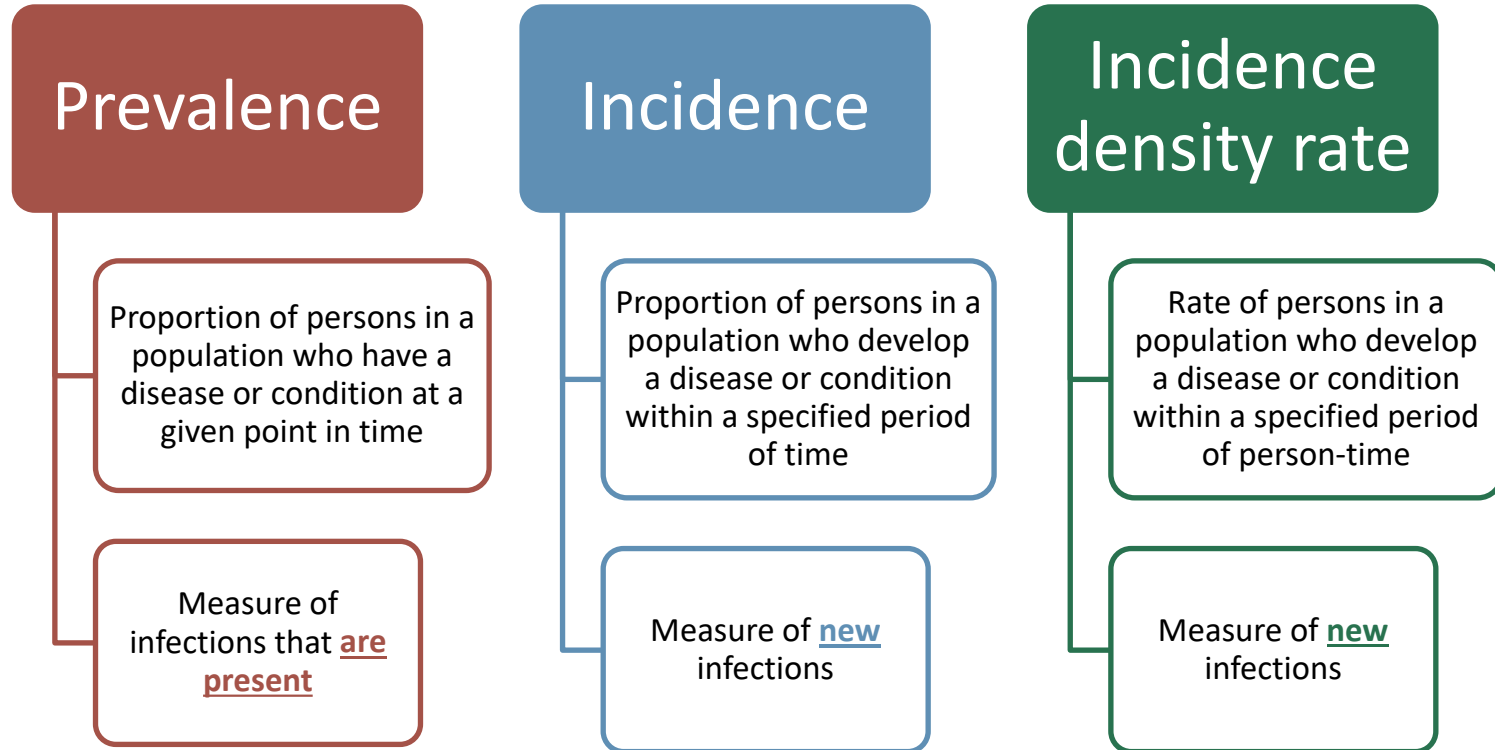 Prevalence
Proportion of persons in a
population who have a
disease or condition at a
given point in time
Measure of
infections that are
present
Incidence
Proportion of persons in a
population who develop
a disease or condition
within a specified period
of time
Measure of new
infections
Incidence
density rate
Rate of persons in a
population who develop
a disease or condition
within a specified period
of person-time
Measure of new
infections